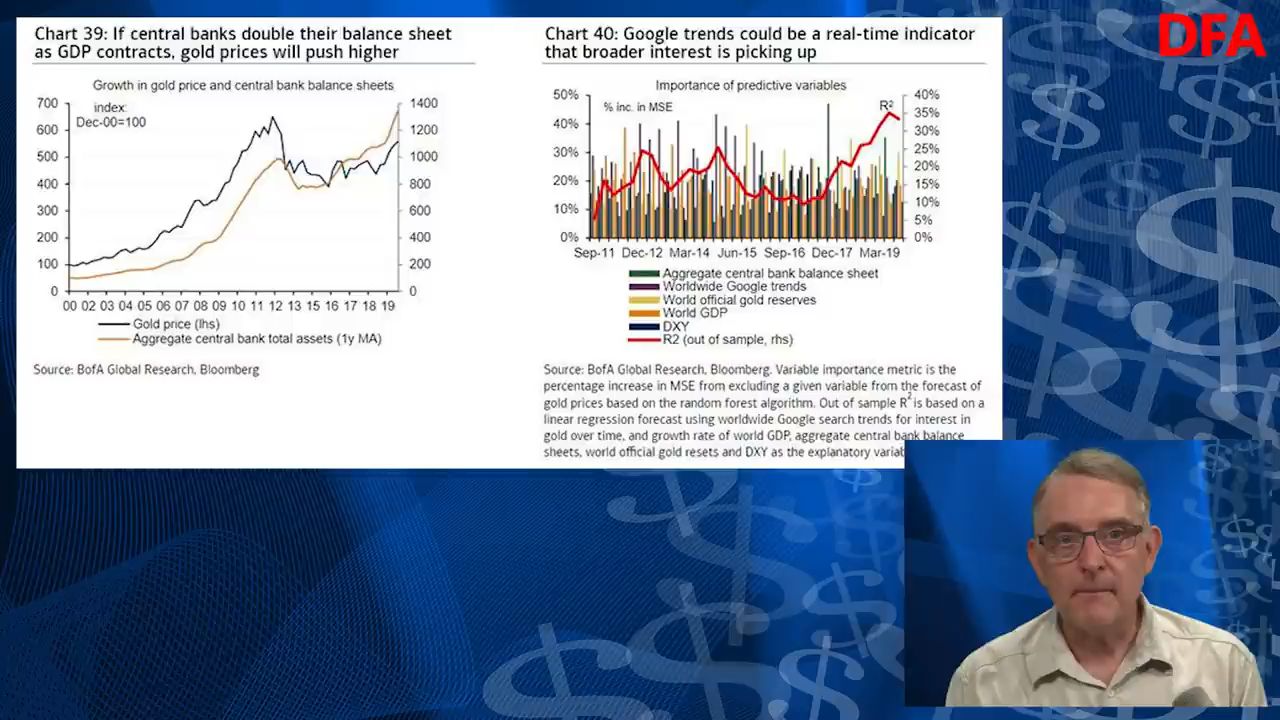 Chart 39: If central banks double their balance sheet
as GDP contracts, gold prices will push higher
Growth in gold price and central bank balance sheets
index:
Dec-00=100
700
600
500
400
300
200
100
0
1400
1200
1000
800
600
400
200
0
00 02 03 04 05 06 07 08 09 10 11 12 13 15 16 17 18 19
Gold price (lhs)
Aggregate central bank total assets (1y MA)
Source: BofA Global Research, Bloomberg
Chart 40: Google trends could be a real-time indicator
that broader interest is picking up
Importance of predictive variables
% inc. in MSE
R²
50%
40%
30%
20%
10%
0%
40%
35%
30%
25%
20%
15%
10%
5%
0%
Sep-11 Dec-12 Mar-14 Jun-15 Sep-16 Dec-17 Mar-19
Aggregate central bank balance sheet
Worldwide Google trends
World official gold reserves
World GDP
DXY
R2 (out of sample, rhs)
Source: BofA Global Research, Bloomberg. Variable importance metric is the
percentage increase in MSE from excluding a given variable from the forecast of
gold prices based on the random forest algorithm. Out of sample R² is based on a
linear regression forecast using worldwide Google search trends for interest in
gold over time, and growth rate of world GDP, aggregate central bank balance
sheets, world official gold resets and DXY as the explanatory variab
DFA